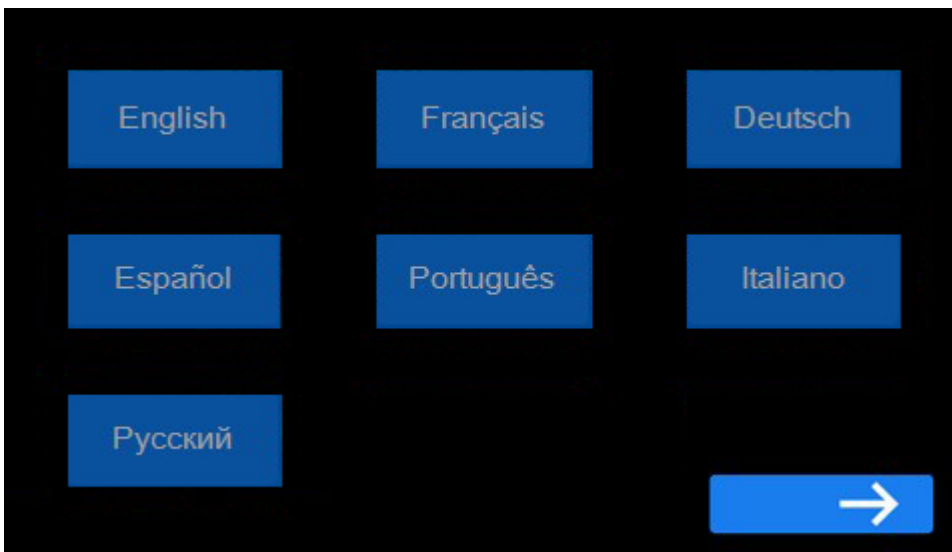 English
Français
Deutsch
Español
Português
Italiano
Русский